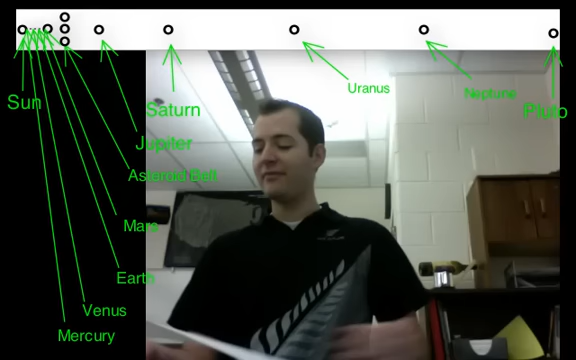 Uranus
Neptune
Sun
Saturn
Pluto
Jupiter
Asteroid Belt
Mars
Earth
Venus
Mercury